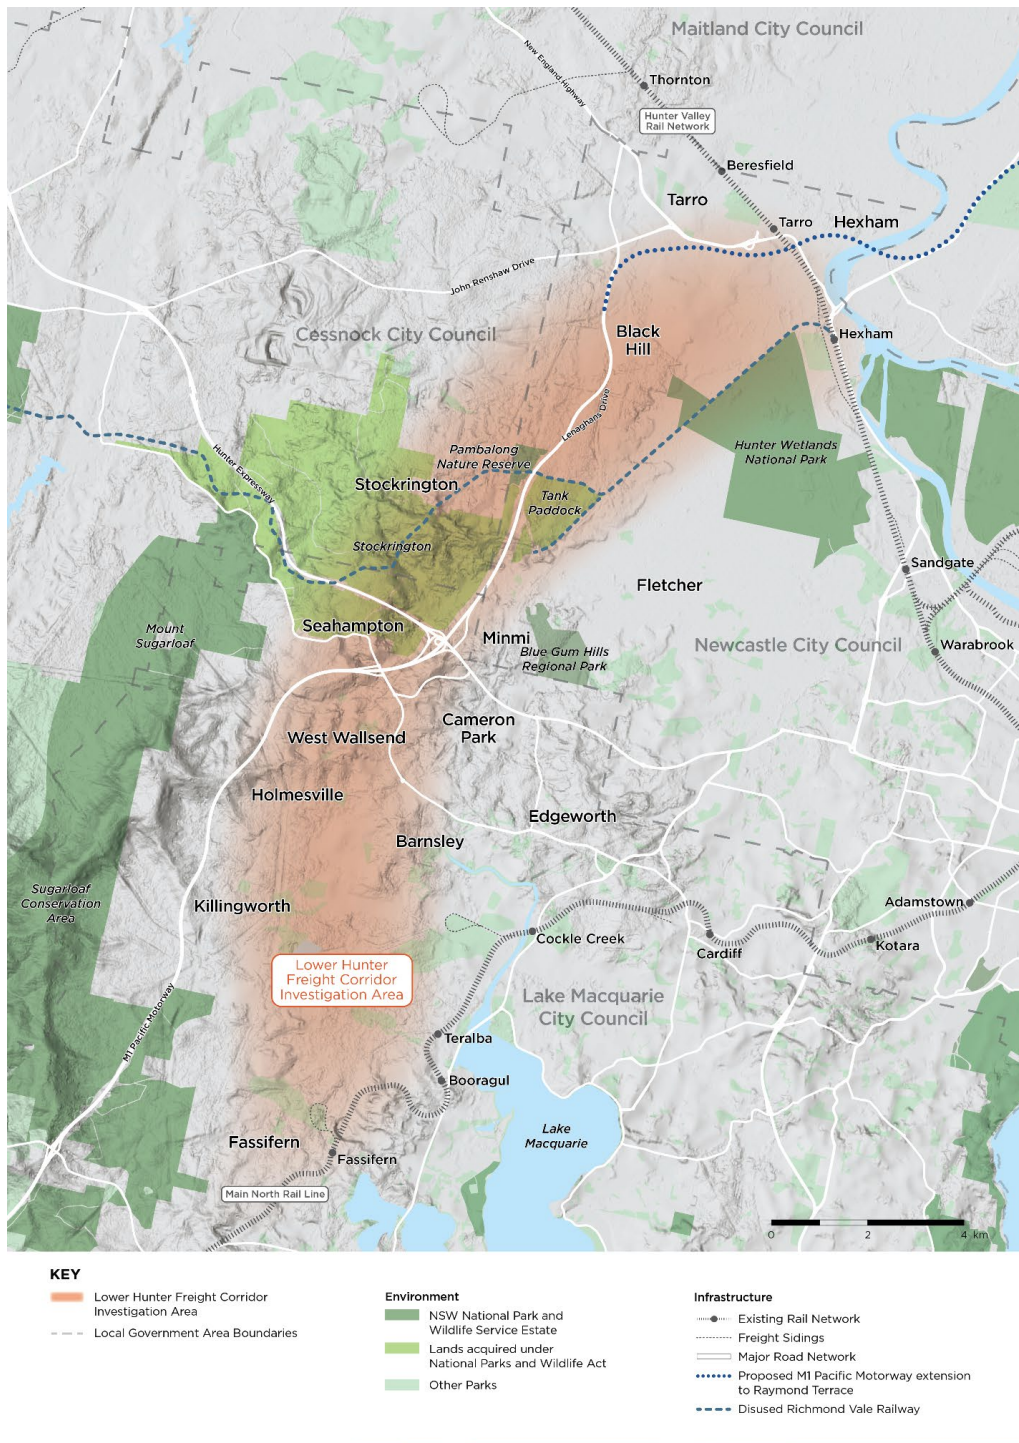 Maitland City Council
New England Highway
Thornton
Hunter Valley
Rail Network
Beresfield
Tarro
Tarro
Hexham
John Renshaw Drive
Cessnock City Council
Black
Hill
Hexham
Lenaghans Drive
Hunter Expressway
Pambalong
Nature Reserve
Hunter Wetlands
National Park
Stockrington
Tank
Paddock
Stockrington
Sandgate
Fletcher
Mount
Sugarloaf
Seahampton
Minmi
Blue Gum Hills
Regional Park
Newcastle City Council
Warabrook
Cameron
Park
West Wallsend
Holmesville
Edgeworth
Barnsley
Sugarloaf
Conservation
Area
Killingworth
Adamstown
Cockle Creek
Cardiff
Kotara
Lower Hunter
Freight Corridor
Investigation Area
Lake Macquarie
City Council
M1 Pacific Motorway
Teralba
Booragul
Lake
Macquarie
Fassifern
Fassifern
Main North Rail Line
0 2 4 km
KEY
Lower Hunter Freight Corridor
Investigation Area
Local Government Area Boundaries
Environment
NSW National Park and
Wildlife Service Estate
Lands acquired under
National Parks and Wildlife Act
Other Parks
Infrastructure
Existing Rail Network
Freight Sidings
Major Road Network
Proposed M1 Pacific Motorway extension
to Raymond Terrace
Disused Richmond Vale Railway